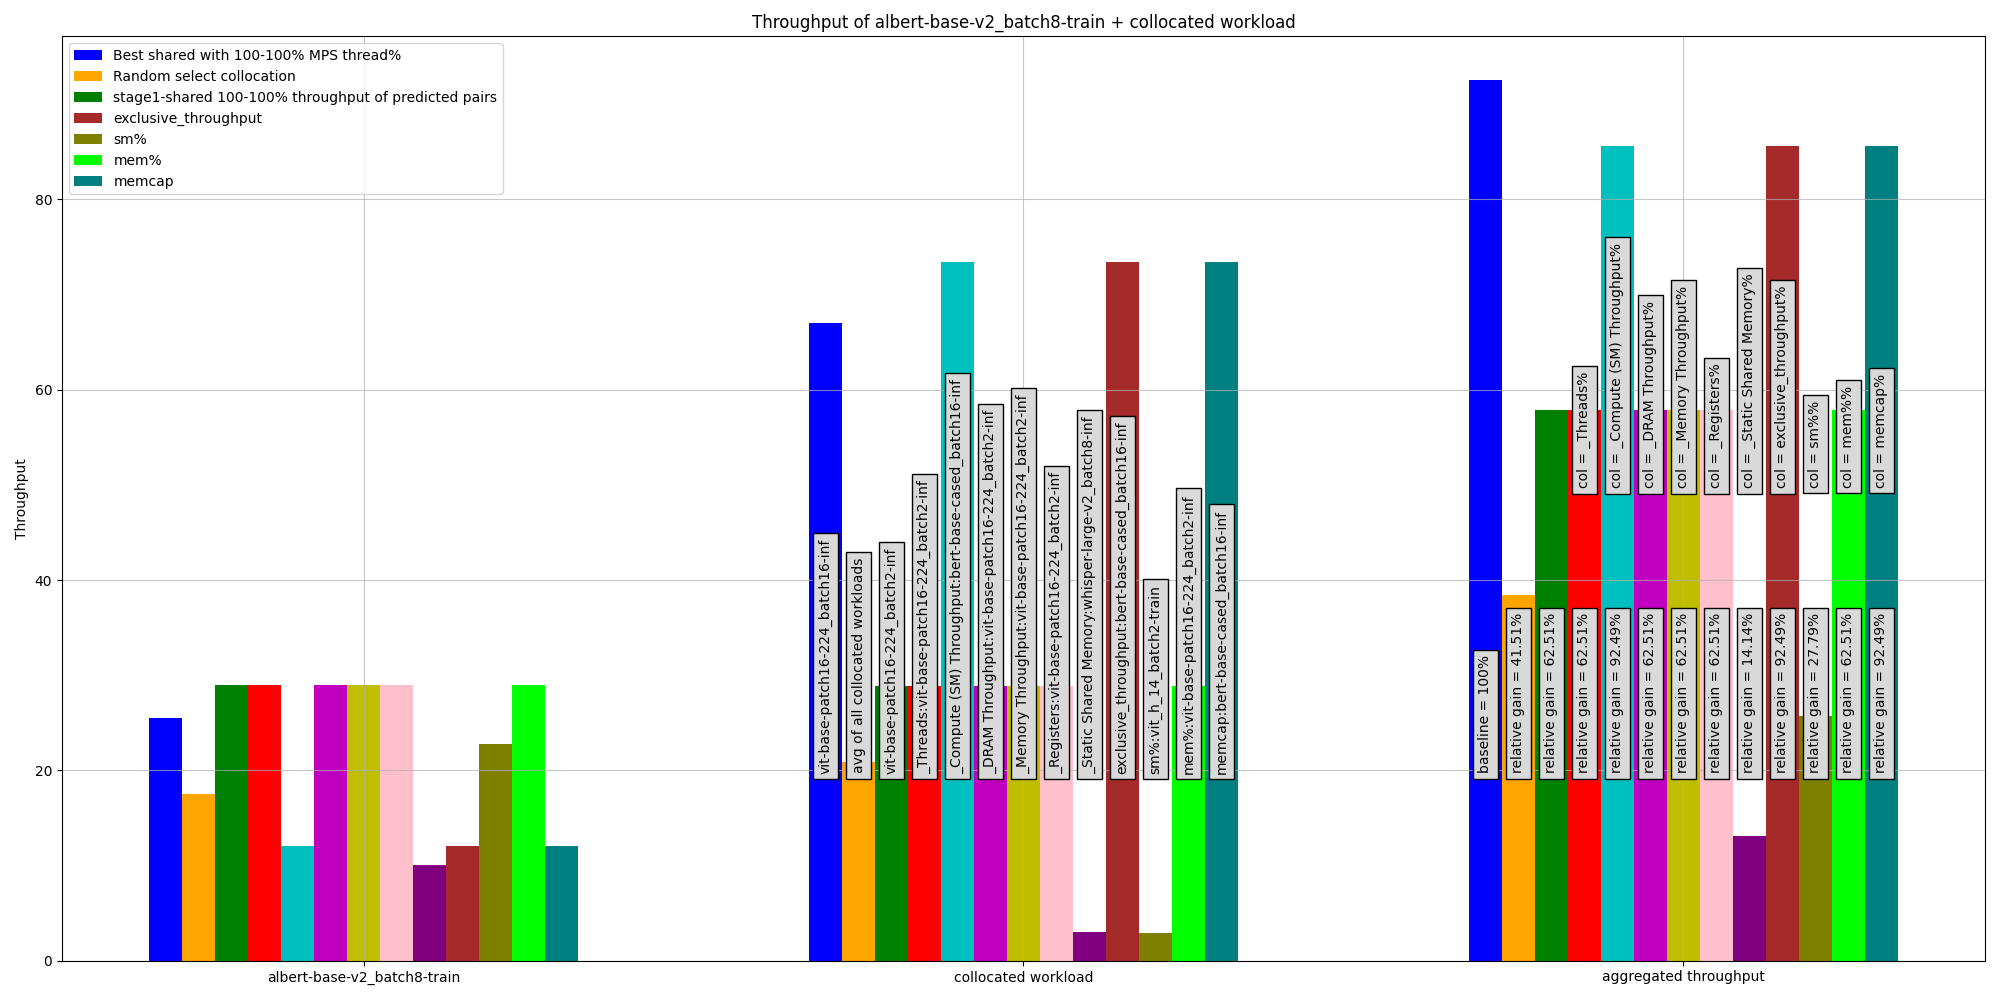 Throughput of albert-base-v2_batch8-train + collocated workload
Best shared with 100-100% MPS thread%
Random select collocation
stage1-shared 100-100% throughput of predicted pairs
exclusive_throughput
sm%
mem%
memcap
Throughput
80
60
40
20
0
vit-base-patch16-224_batch16-inf
avg of all collocated workloads
vit-base-patch16-224_batch2-inf
_Threads:vit-base-patch16-224_batch2-inf
_Compute (SM) Throughput:bert-base-cased_batch16-inf
_DRAM Throughput:vit-base-patch16-224_batch2-inf
_Memory Throughput:vit-base-patch16-224_batch2-inf
_Registers:vit-base-patch16-224_batch2-inf
_Static Shared Memory:whisper-large-v2_batch8-inf
exclusive_throughput:bert-base-cased_batch16-inf
sm%:vit_h_14_batch2-train
mem%:vit-base-patch16-224_batch2-inf
memcap:bert-base-cased_batch16-inf
col = _Threads%
col = _Compute (SM) Throughput%
col = _DRAM Throughput%
col = _Memory Throughput%
col = _Registers%
col = _Static Shared Memory%
col = exclusive_throughput%
col = sm%%
col = mem%%
col = memcap%
baseline = 100%
relative gain = 41.51%
relative gain = 62.51%
relative gain = 62.51%
relative gain = 92.49%
relative gain = 62.51%
relative gain = 62.51%
relative gain = 62.51%
relative gain = 14.14%
relative gain = 92.49%
relative gain = 27.79%
relative gain = 62.51%
relative gain = 92.49%
albert-base-v2_batch8-train
collocated workload
aggregated throughput